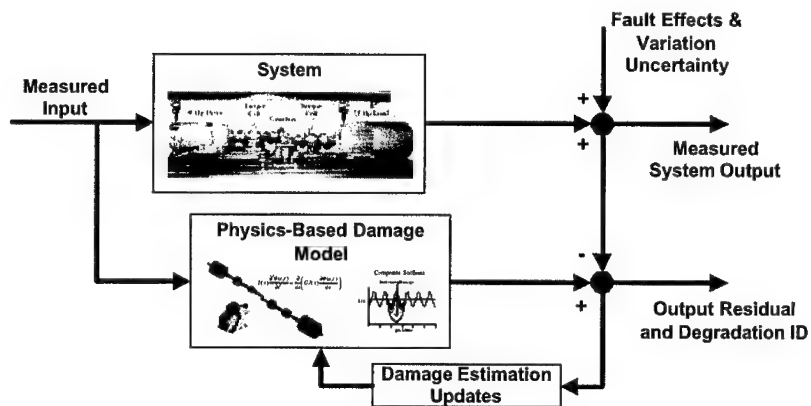 Fault Effects &
Variation
Uncertainty
System
Measured
Input
+
+
Measured
System Output
Physics-Based Damage
Model
-
+
Output Residual
and Degradation ID
Damage Estimation
Updates